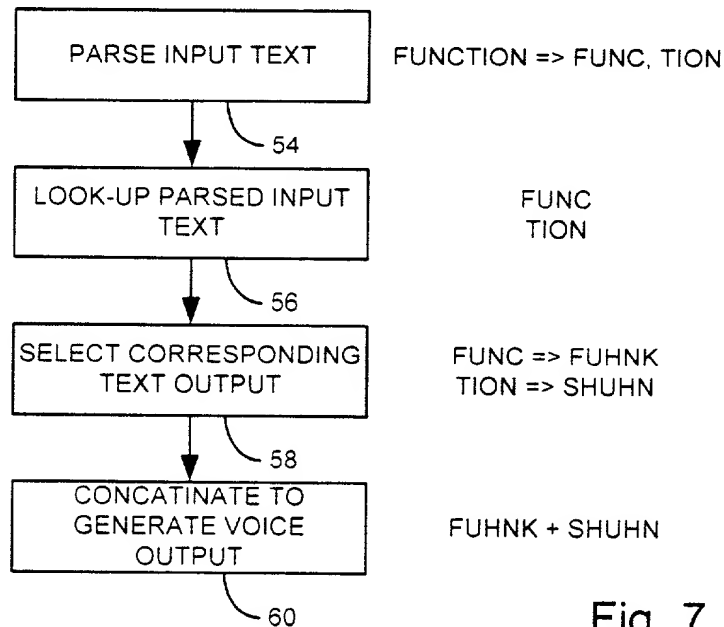 PARSE INPUT TEXT
FUNCTION => FUNC, TION
54
LOOK-UP PARSED INPUT
TEXT
FUNC
TION
56
SELECT CORRESPONDING
TEXT OUTPUT
FUNC => FUHNK
TION => SHUHN
58
CONCATINATE TO
GENERATE VOICE
OUTPUT
FUHNK + SHUHN
60
Fig. 7